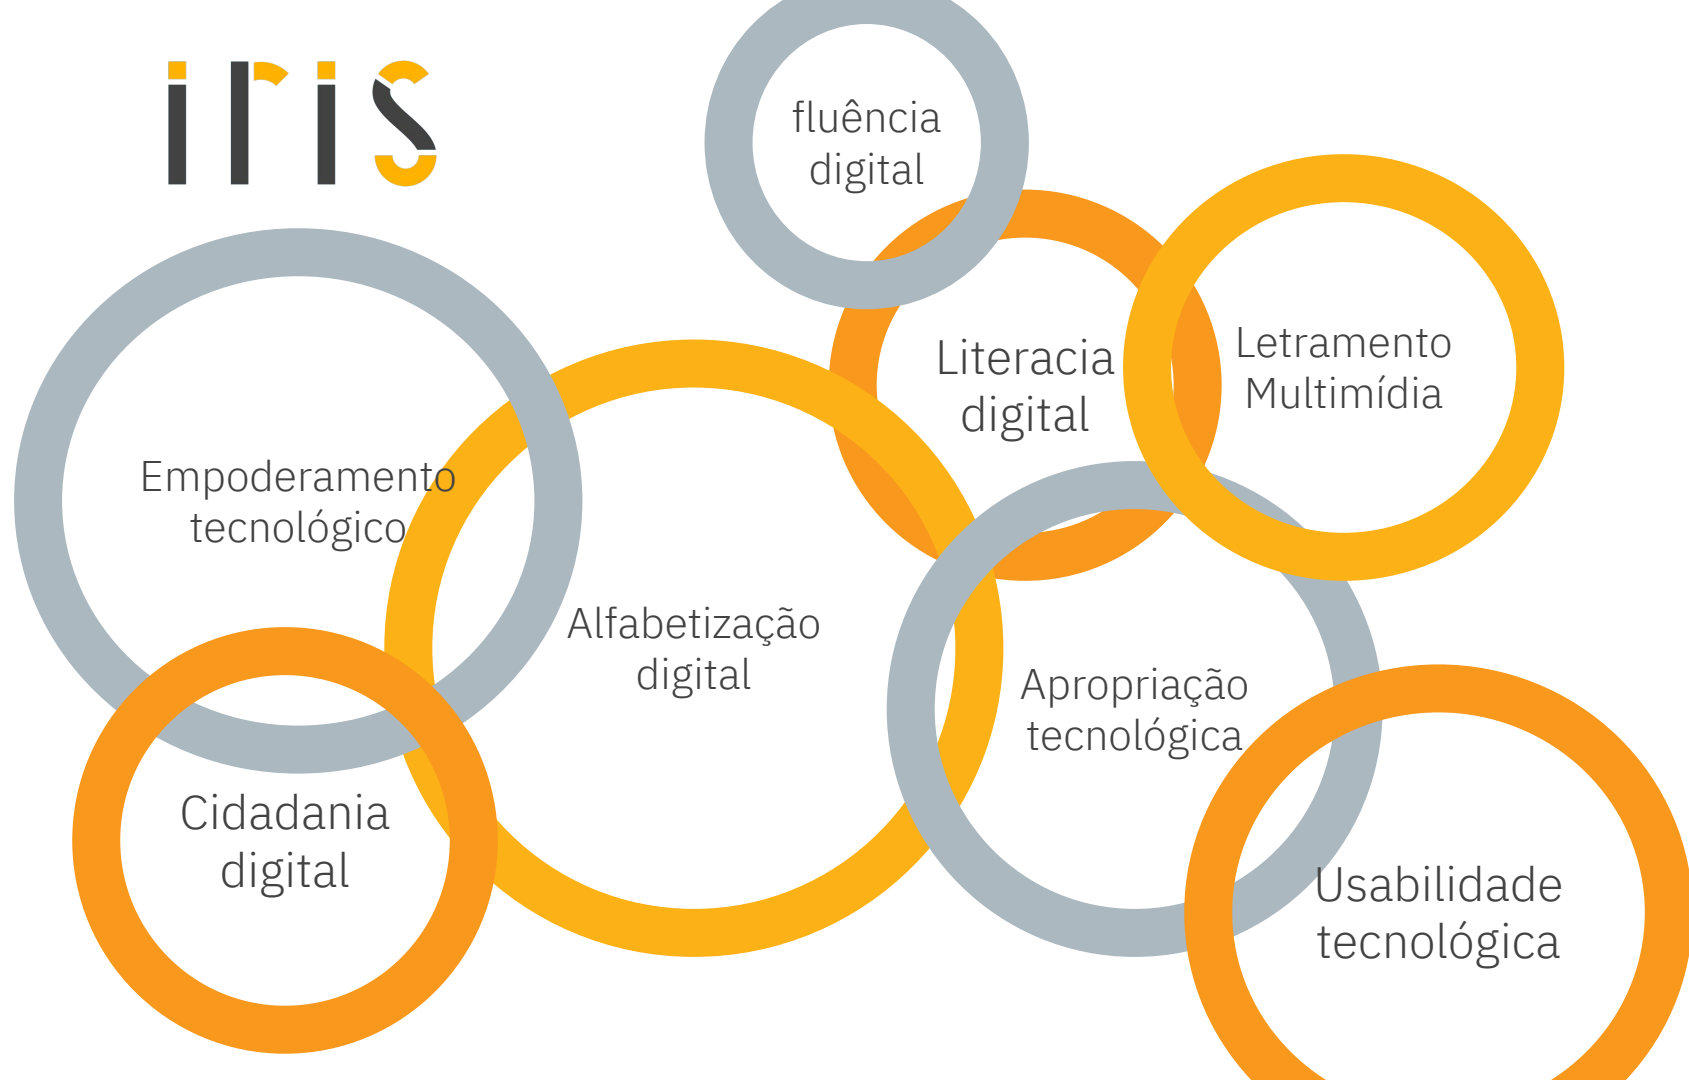 iris
fluência
digital
Literacia
digital
Letramento
Multimídia
Empoderamento
tecnológico
Alfabetização
digital
Apropriação
tecnológica
Cidadania
digital
Usabilidade
tecnológica